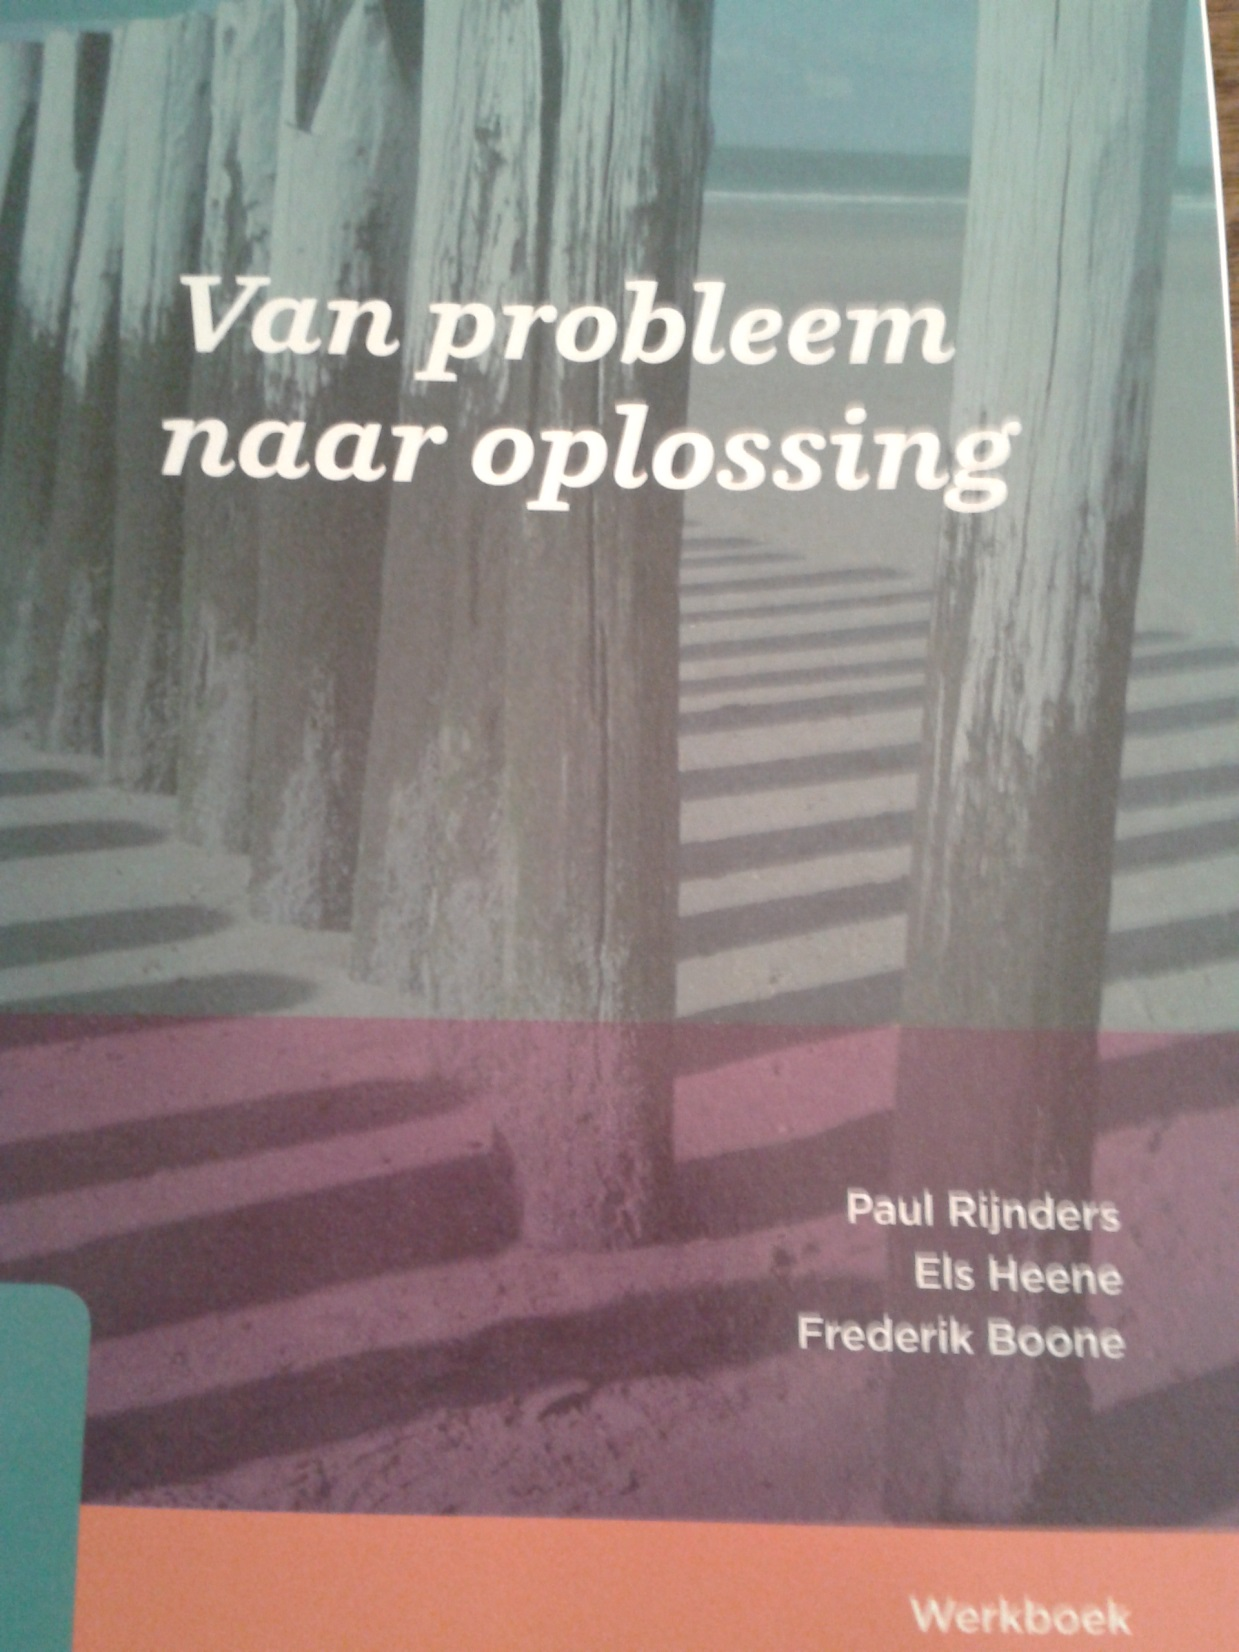 Van probleem
naar oplossing
Paul Rijnders
Els Heene
Frederik Boone
Werkboek